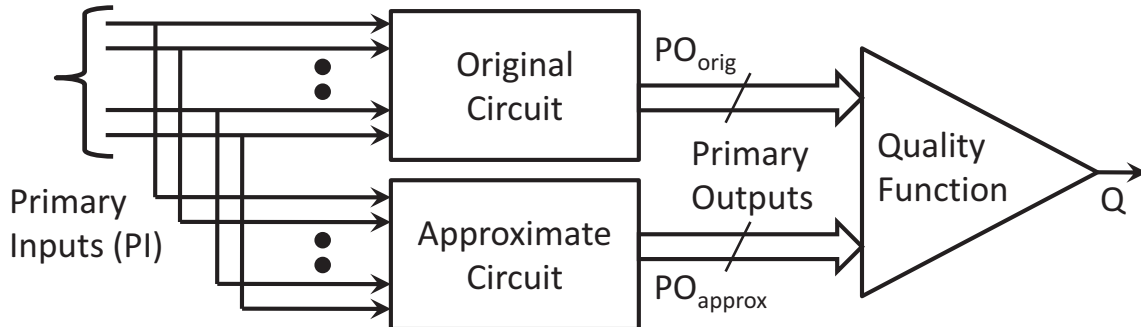 Original
Circuit
PO_orig
Primary
Inputs (PI)
Approximate
Circuit
Primary
Outputs
PO_approx
Quality
Function
Q